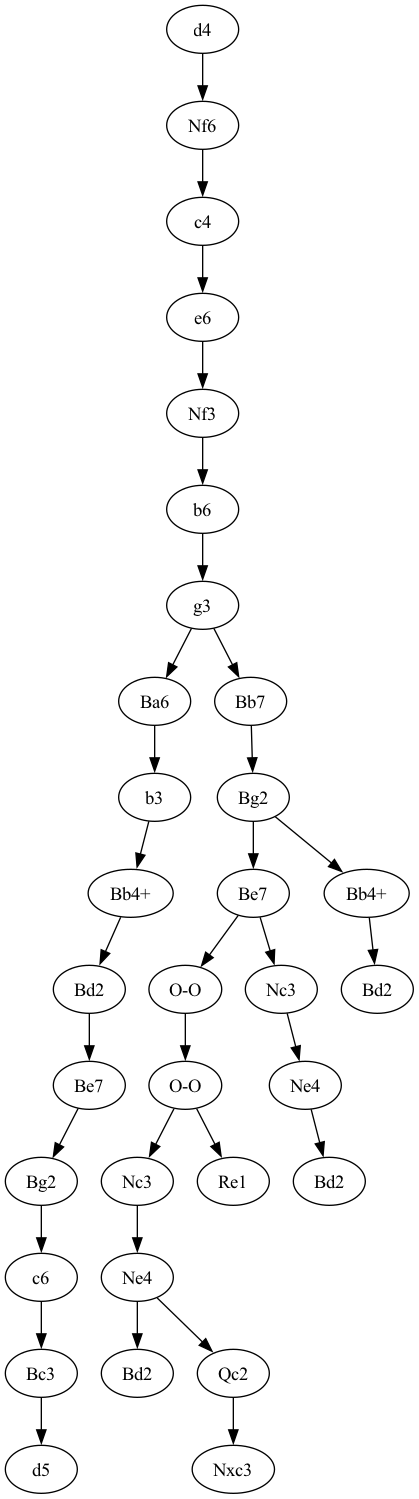 d4
Nf6
c4
e6
Nf3
b6
g3
Ba6
Bb7
b3
Bg2
Bb4+
Be7
Bb4+
Bd2
O-O
Nc3
Bd2
Be7
O-O
Ne4
Bg2
Nc3
Re1
Bd2
c6
Ne4
Bc3
Bd2
Qc2
d5
Nxc3